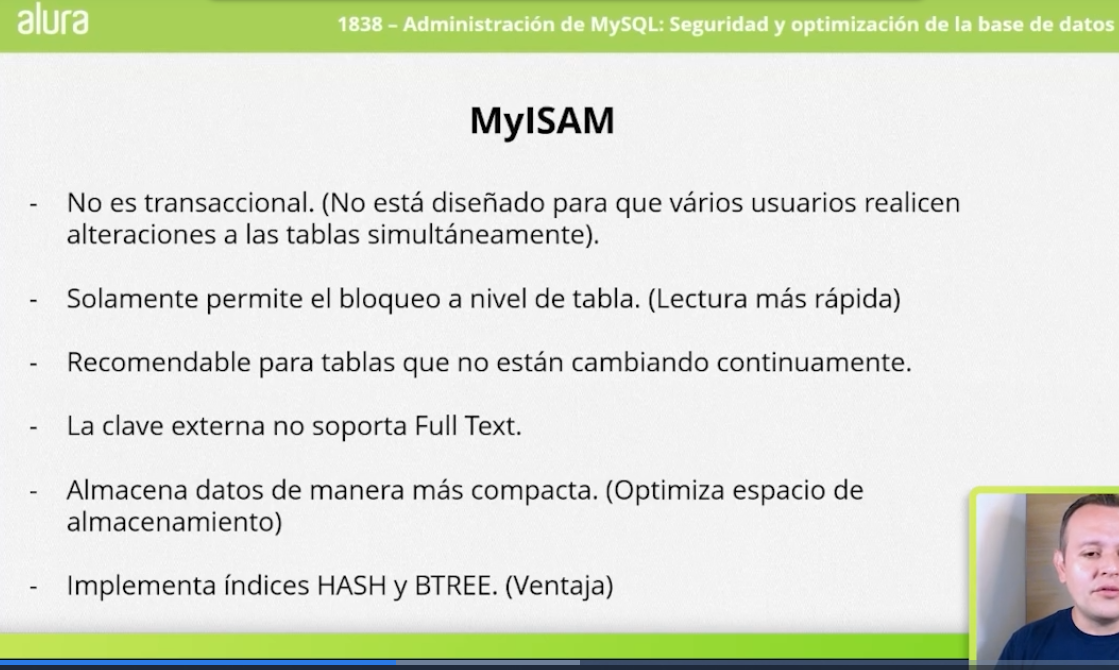 alura
1838 – Administración de MySQL: Seguridad y optimización de la base de datos
MyISAM
- No es transaccional. (No está diseñado para que vários usuarios realicen
alteraciones a las tablas simultáneamente).
- Solamente permite el bloqueo a nivel de tabla. (Lectura más rápida)
- Recomendable para tablas que no están cambiando continuamente.
- La clave externa no soporta Full Text.
- Almacena datos de manera más compacta. (Optimiza espacio de
almacenamiento)
- Implementa índices HASH y BTREE. (Ventaja)